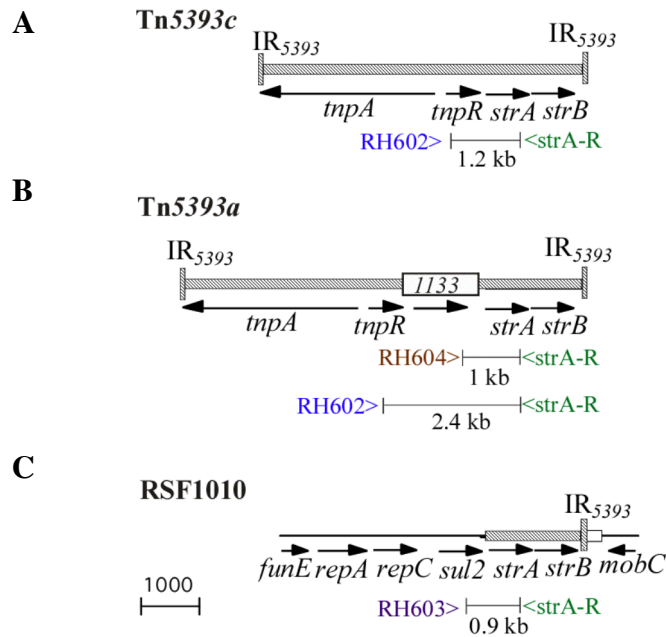 A
Tn5393c
IR5393 IR5393
tnpA tnpR strA strB
RH602> <strA-R
1.2 kb
B
Tn5393a
IR5393 IR5393
1133
tnpA tnpR strA strB
RH604> <strA-R
1 kb
RH602> <strA-R
2.4 kb
C
RSF1010
IR5393
funE repA repC sul2 strA strB mobC
1000
RH603> <strA-R
0.9 kb